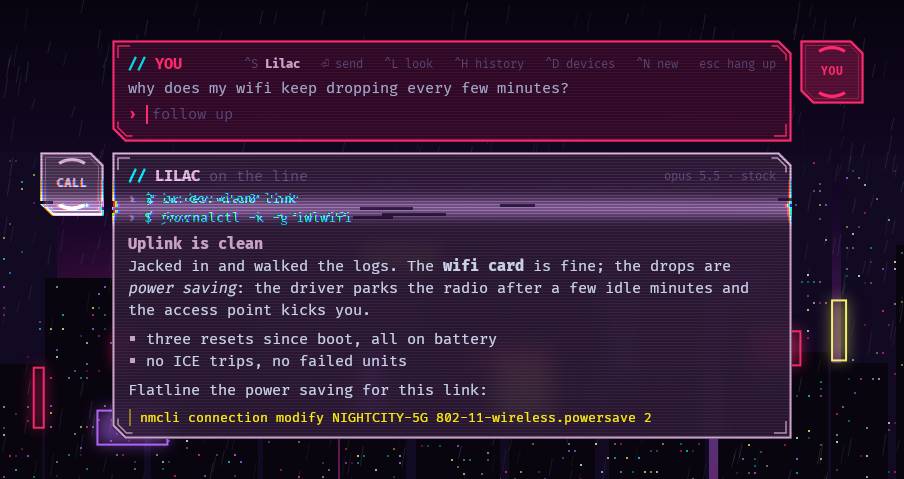 // YOU ^S Lilac ⏎ send ^L look ^H history ^D devices ^N new esc hang up
why does my wifi keep dropping every few minutes?
› follow up
YOU
CALL
// LILAC on the line opus 5.5 · stock
› $ iw dev wlan0 link
› $ journalctl -k -g iwlwifi
Uplink is clean
Jacked in and walked the logs. The wifi card is fine; the drops are
power saving: the driver parks the radio after a few idle minutes and
the access point kicks you.
▪ three resets since boot, all on battery
▪ no ICE trips, no failed units
Flatline the power saving for this link:
nmcli connection modify NIGHTCITY-5G 802-11-wireless.powersave 2